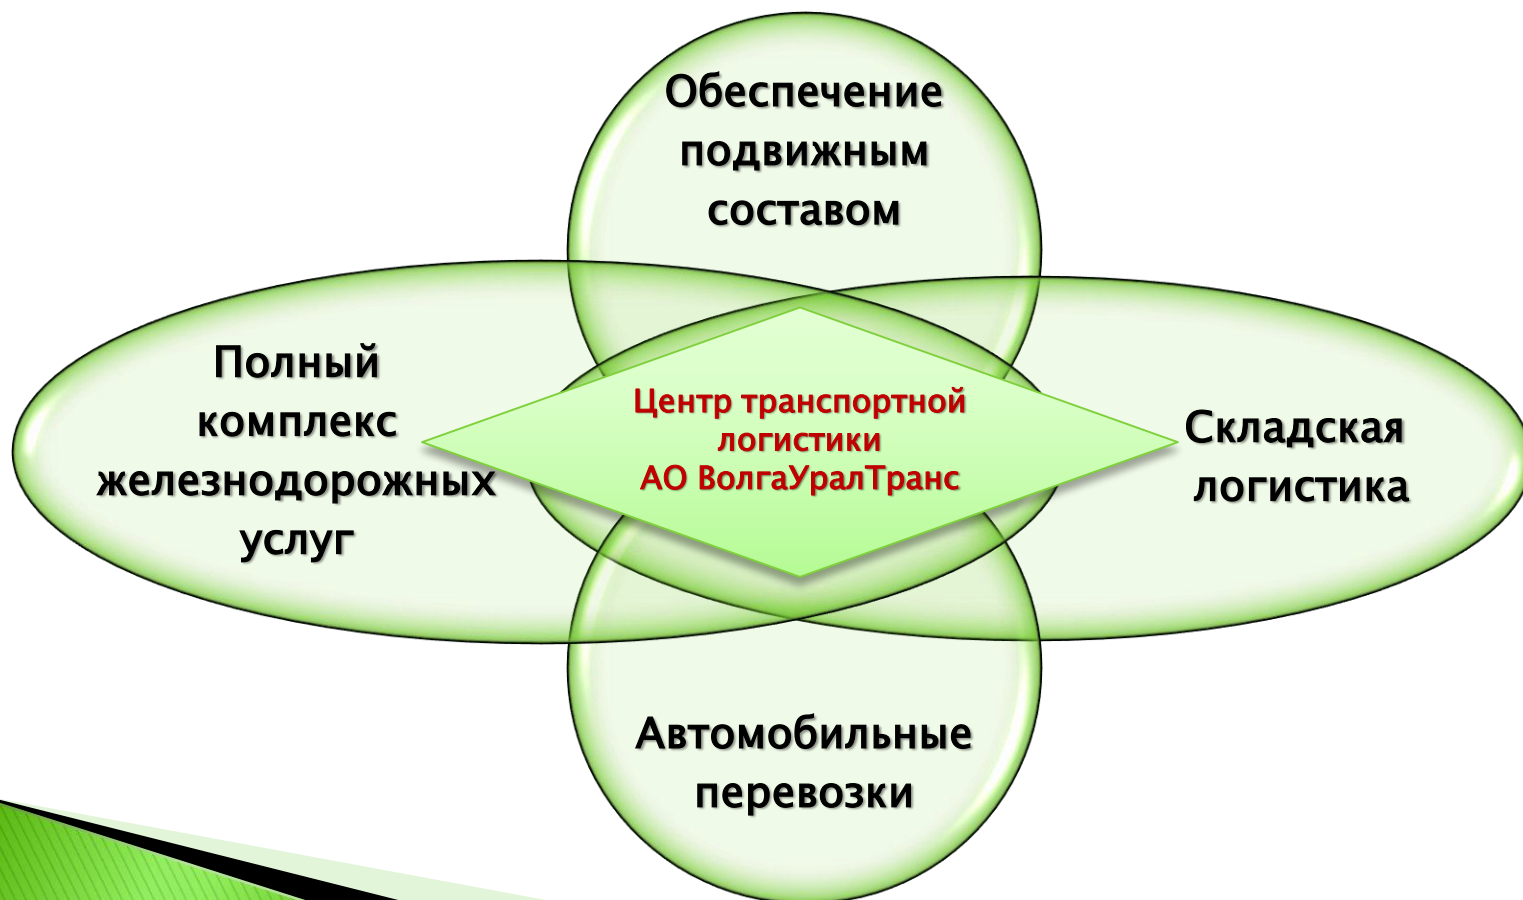 Обеспечение
подвижным
составом
Полный
комплекс
железнодорожных
услуг
Центр транспортной
логистики
АО ВолгаУралТранс
Складская
логистика
Автомобильные
перевозки